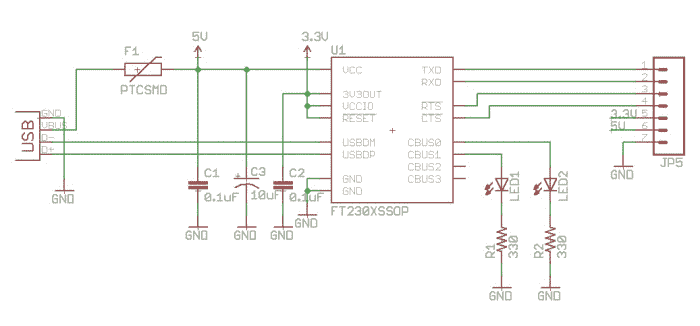 5V
3.3V
F1
PTCSMD
U1
VCC
TXD
RXD
3V3OUT
VCCIO
RTS
RESET
CTS
USBDM
CBUS0
USBDP
CBUS1
CBUS2
GND
CBUS3
GND
FT230XSSOP
USB
GND
VBUS
D-
D+
GND
C1
0.1uF
GND
C3
10uF
GND
C2
0.1uF
GND
GND
1
2
3
4
5
6
7
3.3V
5V
GND
JP5
LED1
LED2
R1
330
R2
330
GND
GND